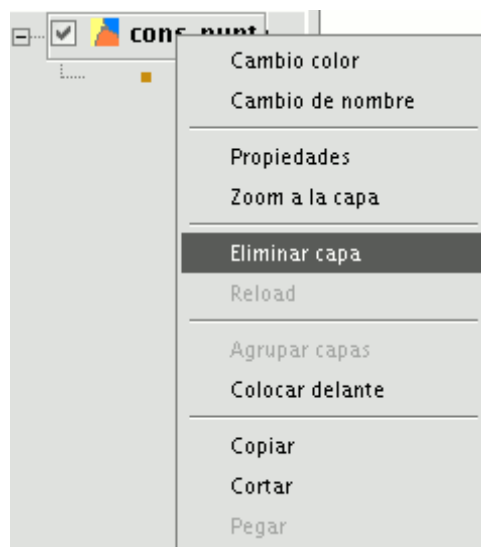 Cambio color
Cambio de nombre
Propiedades
Zoom a la capa
Eliminar capa
Reload
Agrupar capas
Colocar delante
Copiar
Cortar
Pegar